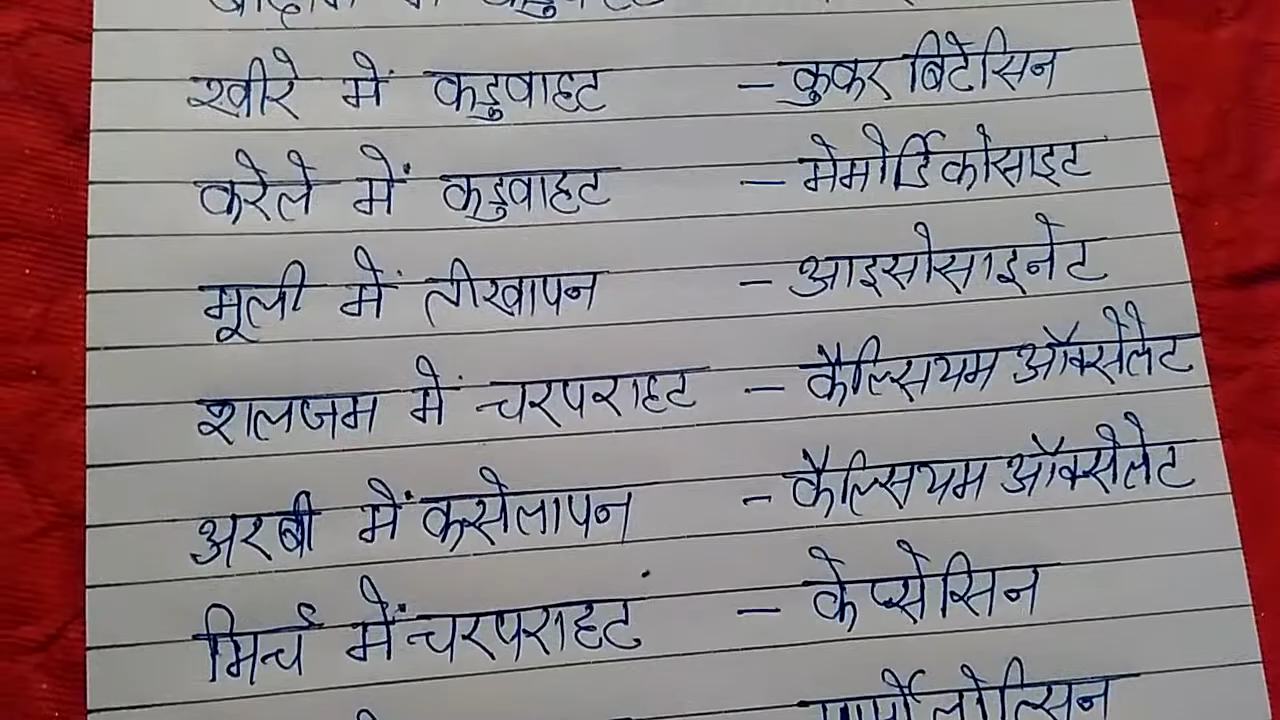 खीरे में कडुवाहट - कुकर बिटेसिन
करेले में कडुवाहट - मेमोर्डिकोसाइट
मूली में तीखापन - आइसोसाइनेट
शलजम में चरपराहट - कैल्सियम ऑक्सेलेट
अरबी में कसेलापन - कैल्सियम ऑक्सेलेट
मिर्च में चरपराहट - केप्सेसिन